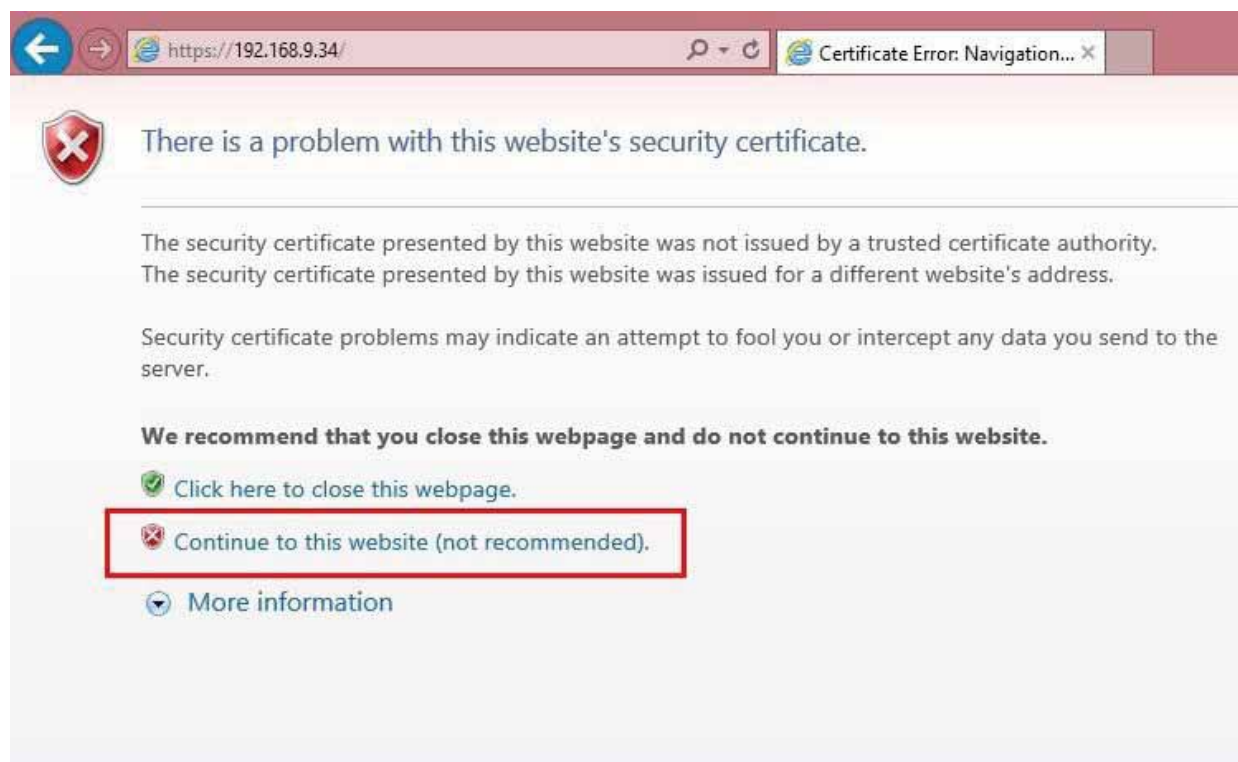 https://192.168.9.34/
Certificate Error: Navigation...
There is a problem with this website's security certificate.
The security certificate presented by this website was not issued by a trusted certificate authority.
The security certificate presented by this website was issued for a different website's address.
Security certificate problems may indicate an attempt to fool you or intercept any data you send to the
server.
We recommend that you close this webpage and do not continue to this website.
Click here to close this webpage.
Continue to this website (not recommended).
More information